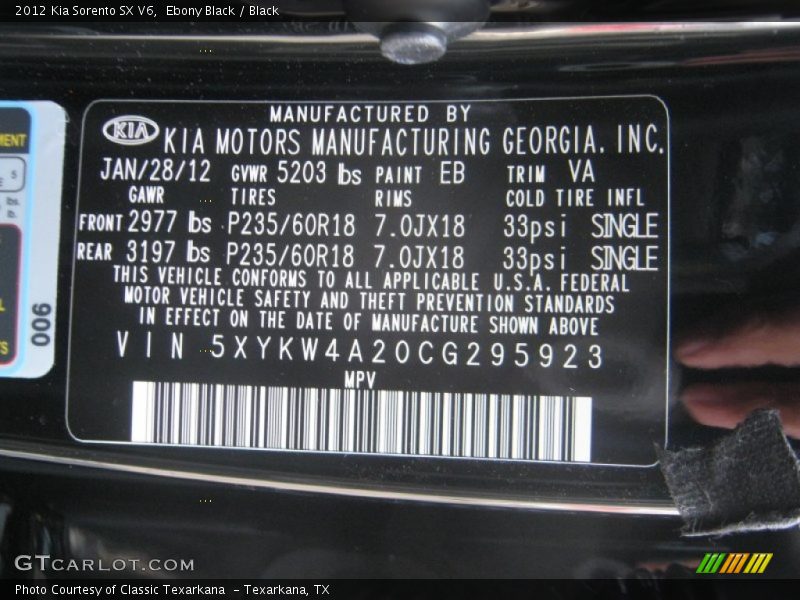 2012 Kia Sorento SX V6, Ebony Black / Black
MANUFACTURED BY
KIA KIA MOTORS MANUFACTURING GEORGIA. INC.
JAN/28/12 GVWR 5203 lbs PAINT EB TRIM VA
GAWR TIRES RIMS COLD TIRE INFL
FRONT 2977 lbs P235/60R18 7.0JX18 33psi SINGLE
REAR 3197 lbs P235/60R18 7.0JX18 33psi SINGLE
THIS VEHICLE CONFORMS TO ALL APPLICABLE U.S.A. FEDERAL
MOTOR VEHICLE SAFETY AND THEFT PREVENTION STANDARDS
IN EFFECT ON THE DATE OF MANUFACTURE SHOWN ABOVE
VIN 5XYKW4A20CG295923
MPV
5
lbs.
lb.
006
GTCARLOT.COM
Photo Courtesy of Classic Texarkana - Texarkana, TX